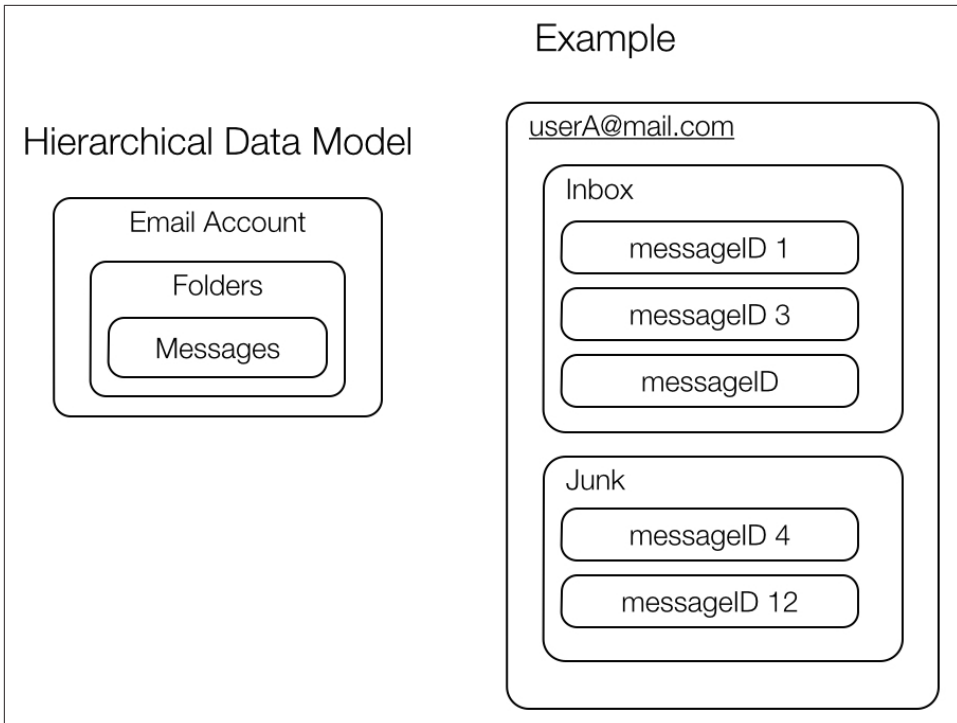 Hierarchical Data Model
Email Account
Folders
Messages
Example
userA@mail.com
Inbox
messageID 1
messageID 3
messageID
Junk
messageID 4
messageID 12